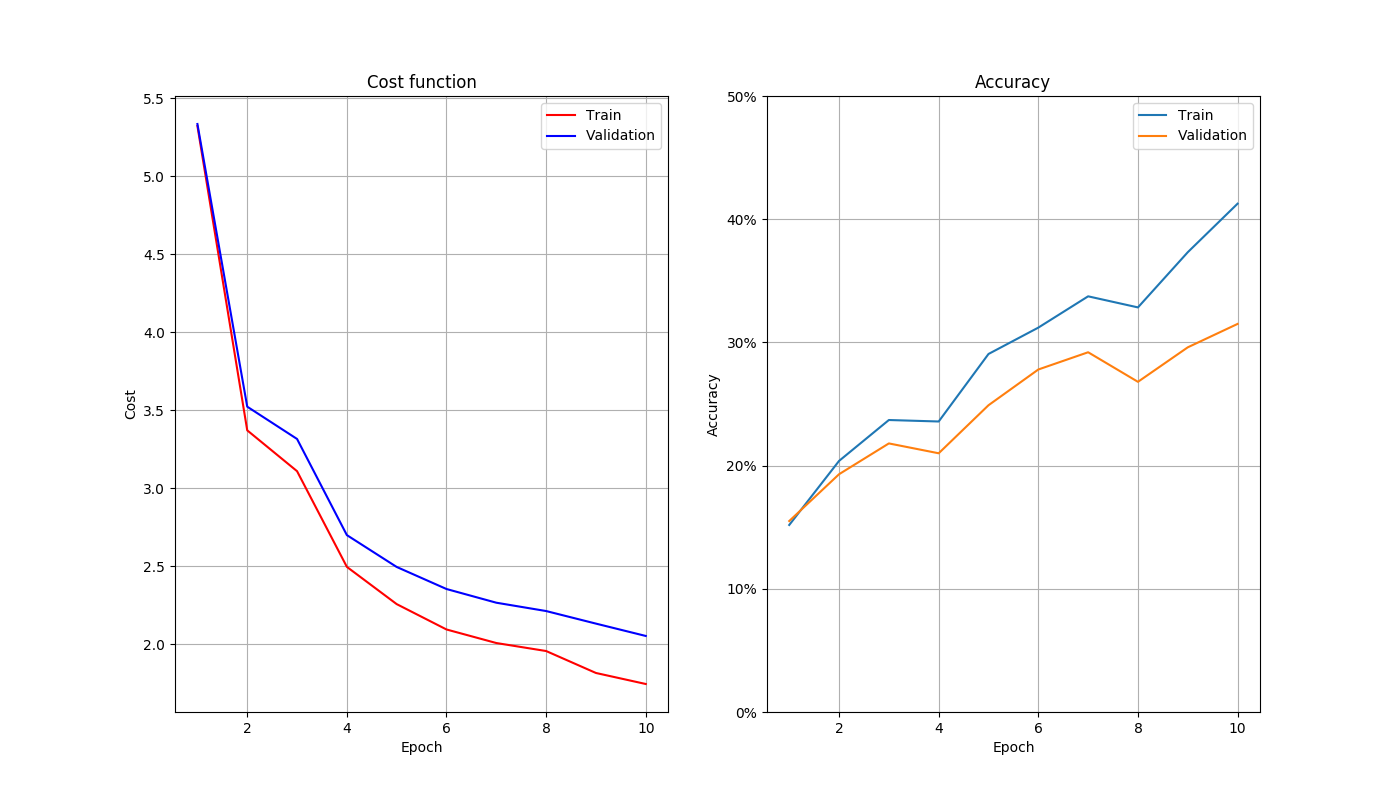 Cost function
5.5
5.0
4.5
4.0
3.5
3.0
2.5
2.0
Cost
2 4 6 8 10
Epoch
Train
Validation
Accuracy
50%
40%
30%
20%
10%
0%
Accuracy
2 4 6 8 10
Epoch
Train
Validation